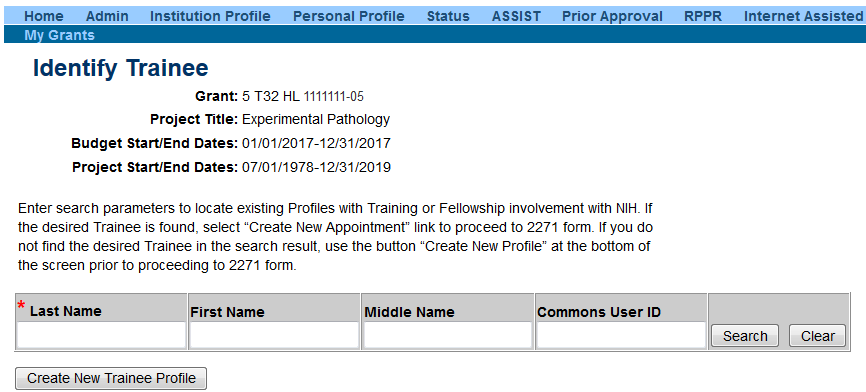 Home Admin Institution Profile Personal Profile Status ASSIST Prior Approval RPPR Internet Assisted
My Grants
Identify Trainee
Grant: 5 T32 HL 1111111-05
Project Title: Experimental Pathology
Budget Start/End Dates: 01/01/2017-12/31/2017
Project Start/End Dates: 07/01/1978-12/31/2019
Enter search parameters to locate existing Profiles with Training or Fellowship involvement with NIH. If
the desired Trainee is found, select “Create New Appointment” link to proceed to 2271 form. If you do
not find the desired Trainee in the search result, use the button “Create New Profile” at the bottom of
the screen prior to proceeding to 2271 form.
* Last Name First Name Middle Name Commons User ID
Search Clear
Create New Trainee Profile